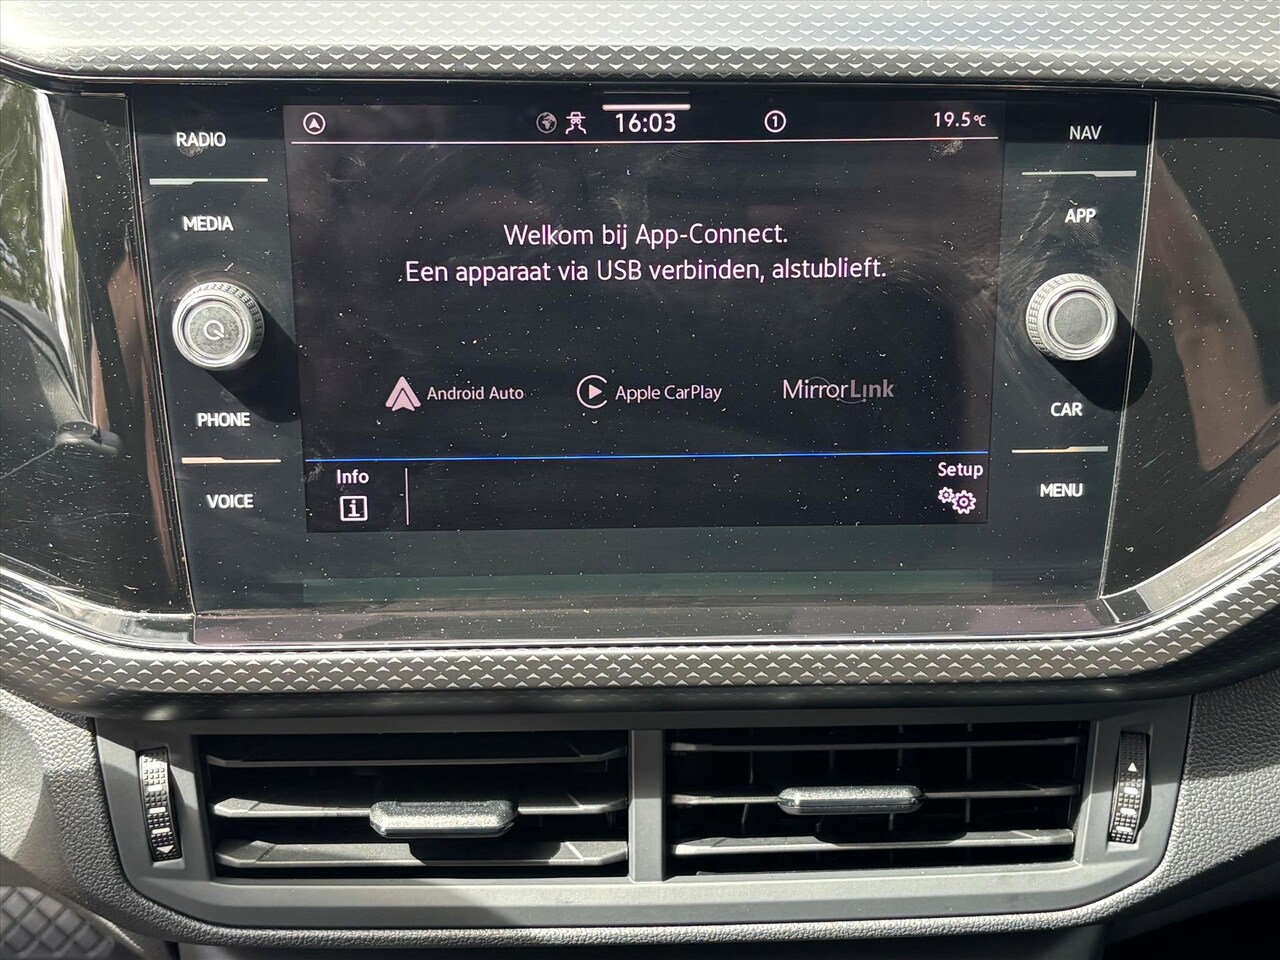 RADIO
MEDIA
PHONE
VOICE
16:03
1
19.5°C
Welkom bij App-Connect.
Een apparaat via USB verbinden, alstublieft.
Android Auto
Apple CarPlay
MirrorLink
Info
i
Setup
NAV
APP
CAR
MENU